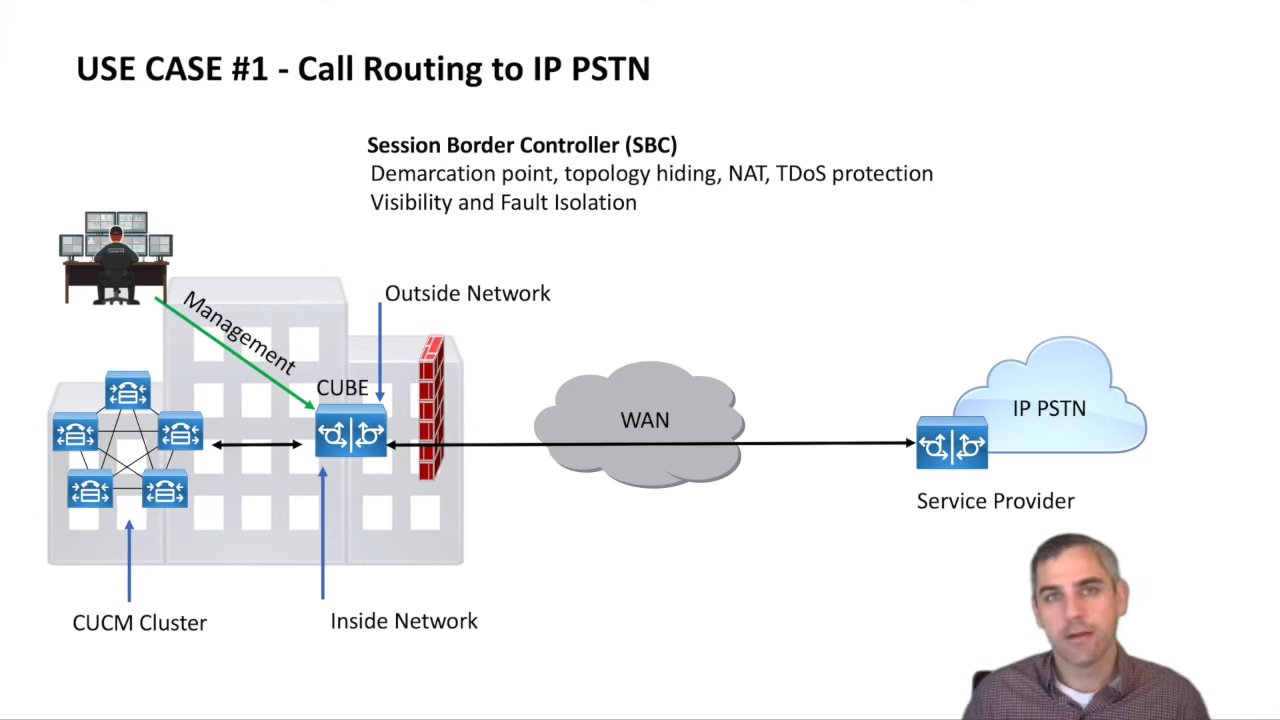 USE CASE #1 - Call Routing to IP PSTN
Session Border Controller (SBC)
Demarcation point, topology hiding, NAT, TDoS protection
Visibility and Fault Isolation
Management
Outside Network
CUBE
WAN
IP PSTN
Service Provider
CUCM Cluster
Inside Network